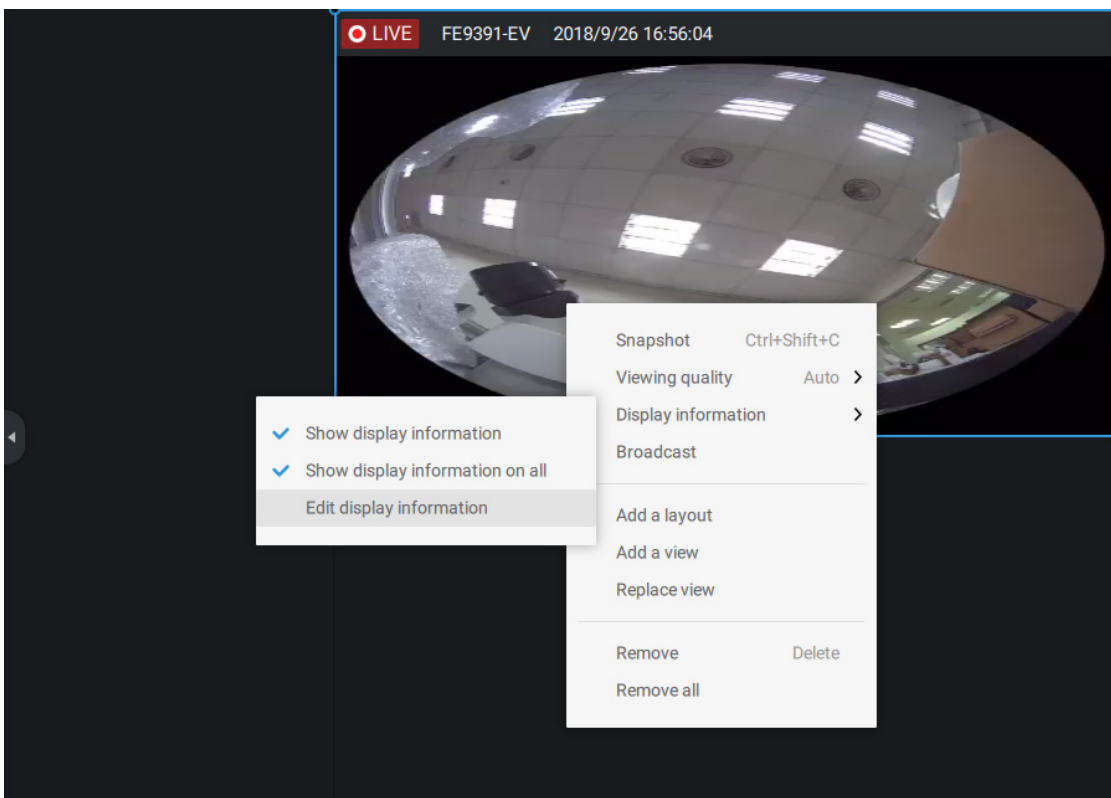 LIVE FE9391-EV 2018/9/26 16:56:04
Snapshot Ctrl+Shift+C
Viewing quality Auto
Display information
Broadcast
Add a layout
Add a view
Replace view
Remove Delete
Remove all
Show display information
Show display information on all
Edit display information